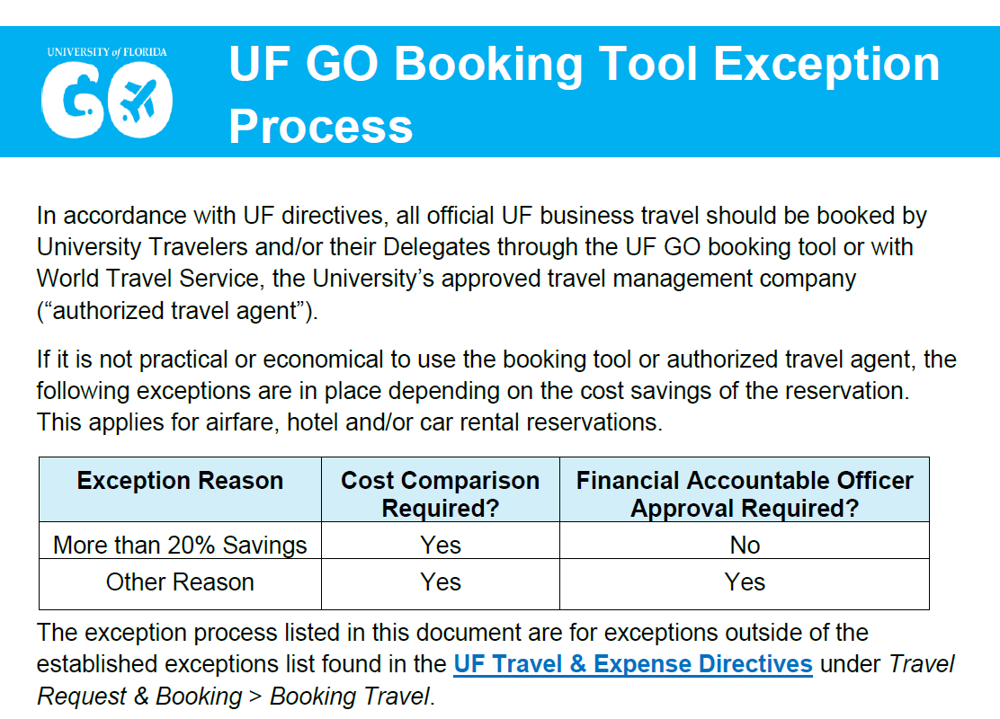 UNIVERSITY of FLORIDA
GO
UF GO Booking Tool Exception
Process
In accordance with UF directives, all official UF business travel should be booked by
University Travelers and/or their Delegates through the UF GO booking tool or with
World Travel Service, the University’s approved travel management company
(“authorized travel agent”).
If it is not practical or economical to use the booking tool or authorized travel agent, the
following exceptions are in place depending on the cost savings of the reservation.
This applies for airfare, hotel and/or car rental reservations.
Exception Reason
Cost Comparison
Required?
Financial Accountable Officer
Approval Required?
More than 20% Savings
Yes
No
Other Reason
Yes
Yes
The exception process listed in this document are for exceptions outside of the
established exceptions list found in the UF Travel & Expense Directives under Travel
Request & Booking > Booking Travel.